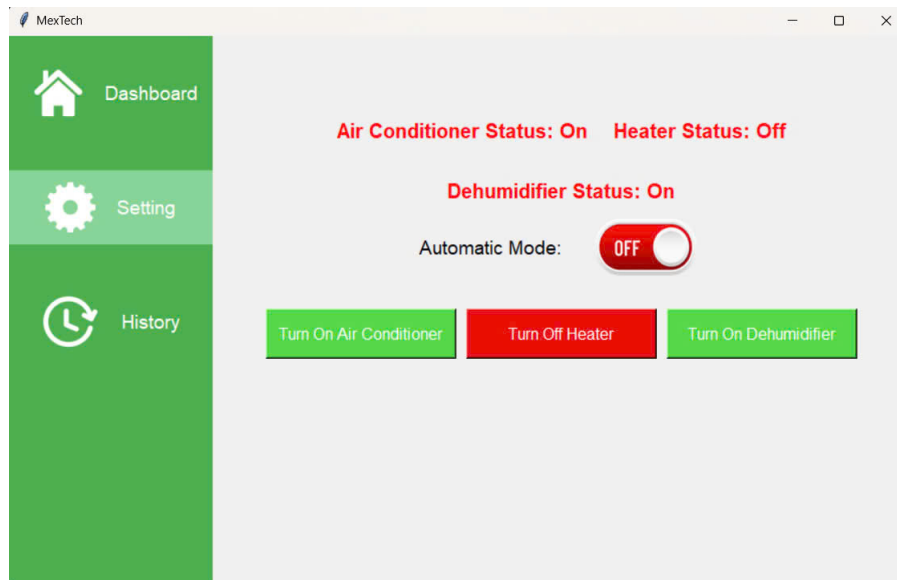 MexTech
Dashboard
Setting
History
Air Conditioner Status: On Heater Status: Off
Dehumidifier Status: On
Automatic Mode: OFF
Turn On Air Conditioner Turn Off Heater Turn On Dehumidifier